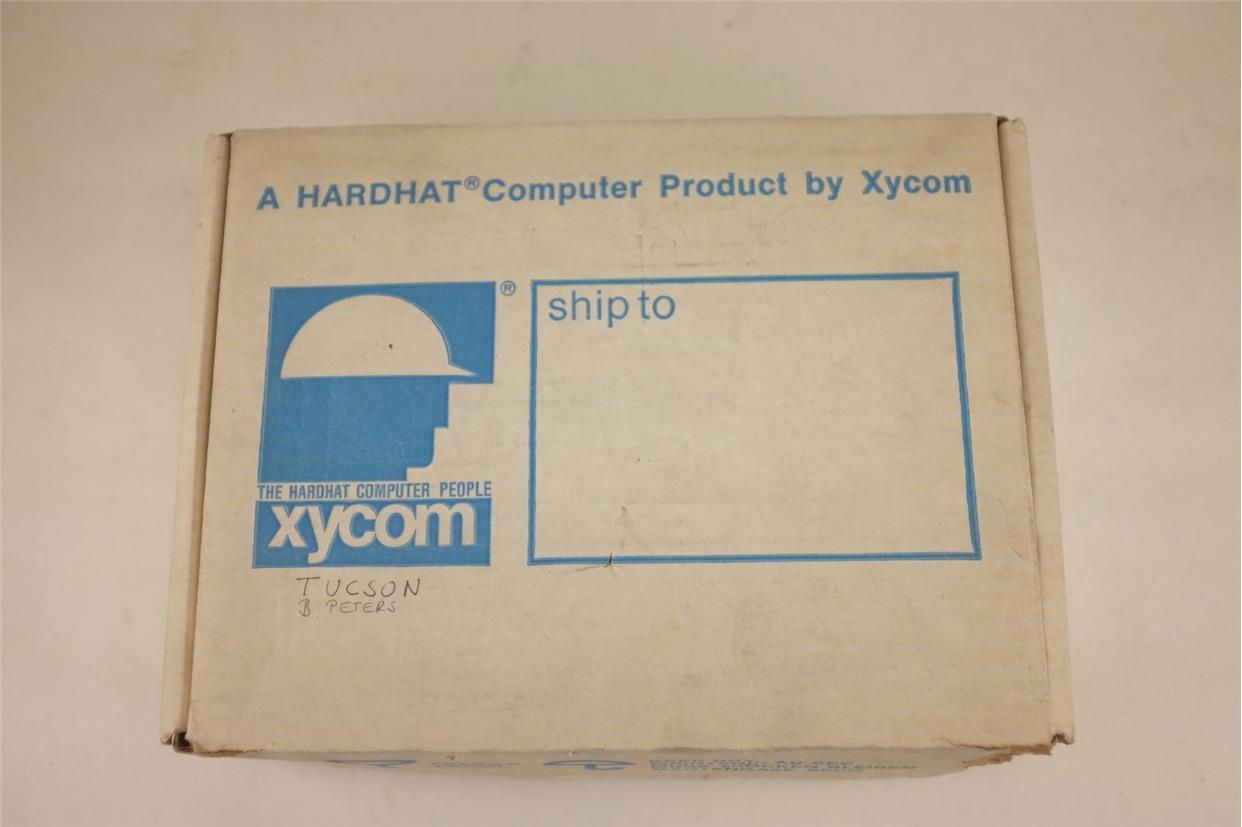 A HARDHAT® Computer Product by Xycom
®
ship to
THE HARDHAT COMPUTER PEOPLE
xycom
TUCSON
B PETERS